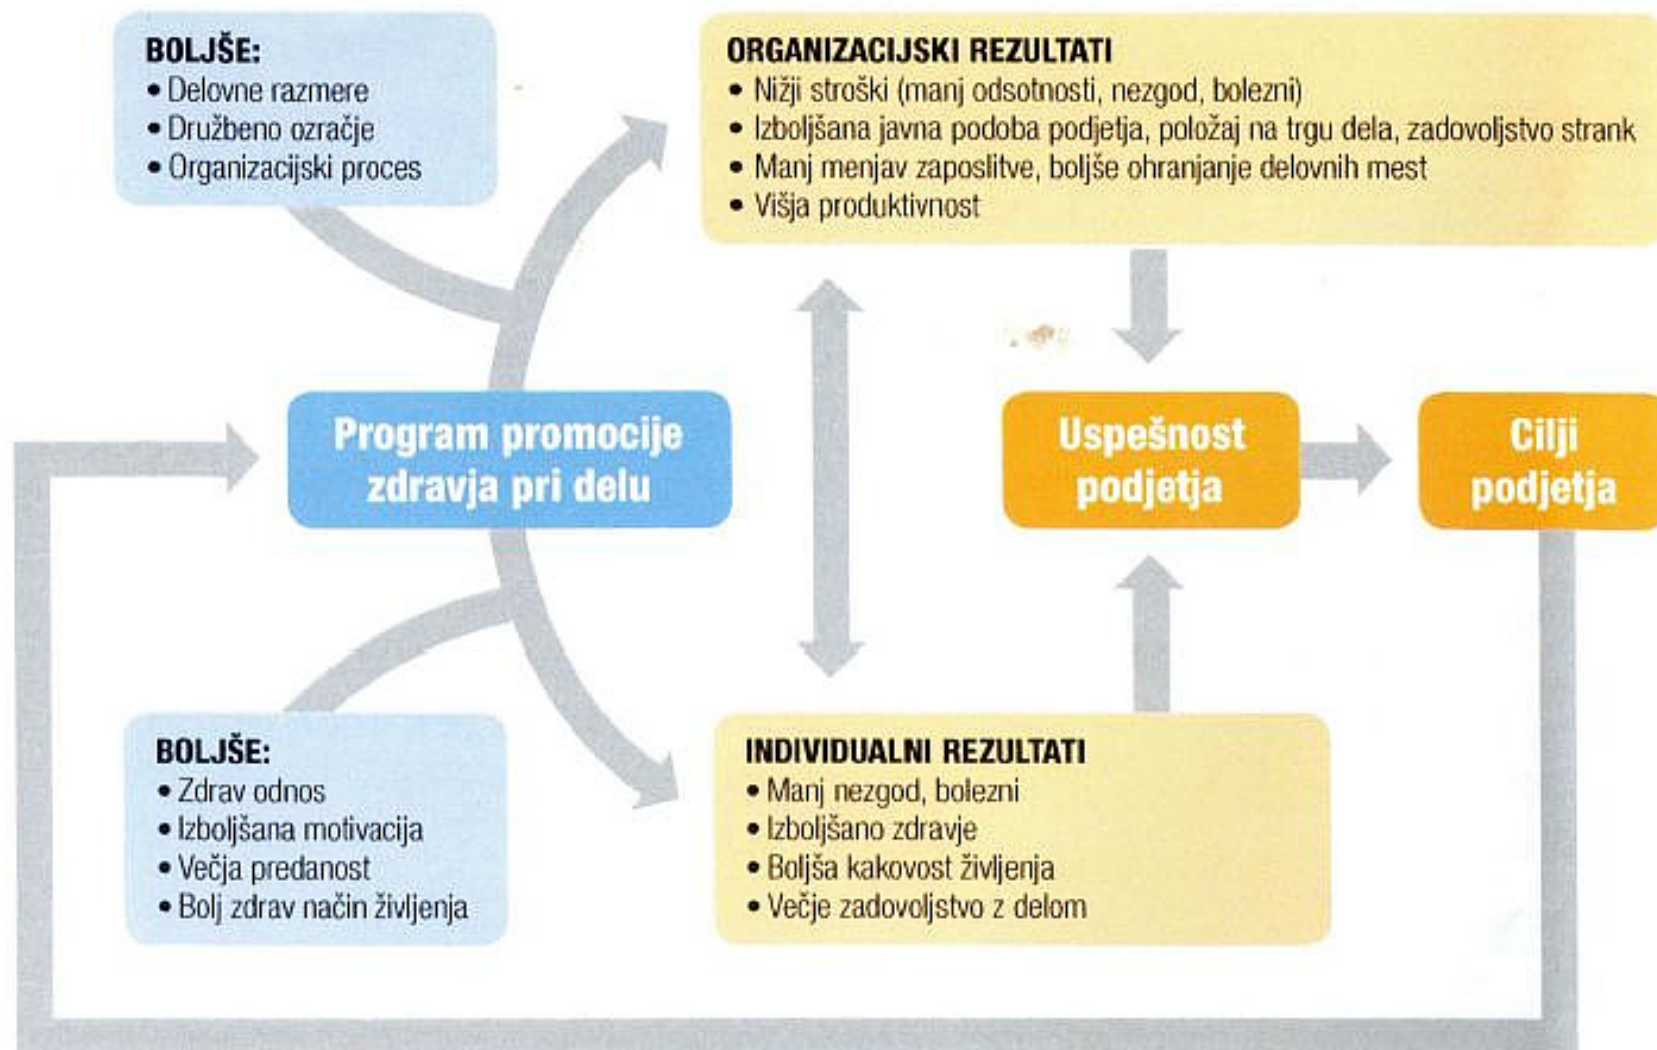 BOLJŠE:
• Delovne razmere
• Družbeno ozračje
• Organizacijski proces
ORGANIZACIJSKI REZULTATI
• Nižji stroški (manj odsotnosti, nezgod, bolezni)
• Izboljšana javna podoba podjetja, položaj na trgu dela, zadovoljstvo strank
• Manj menjav zaposlitve, boljše ohranjanje delovnih mest
• Višja produktivnost
Program promocije
zdravja pri delu
Uspešnost
podjetja
Cilji
podjetja
BOLJŠE:
• Zdrav odnos
• Izboljšana motivacija
• Večja predanost
• Bolj zdrav način življenja
INDIVIDUALNI REZULTATI
• Manj nezgod, bolezni
• Izboljšano zdravje
• Boljša kakovost življenja
• Večje zadovoljstvo z delom